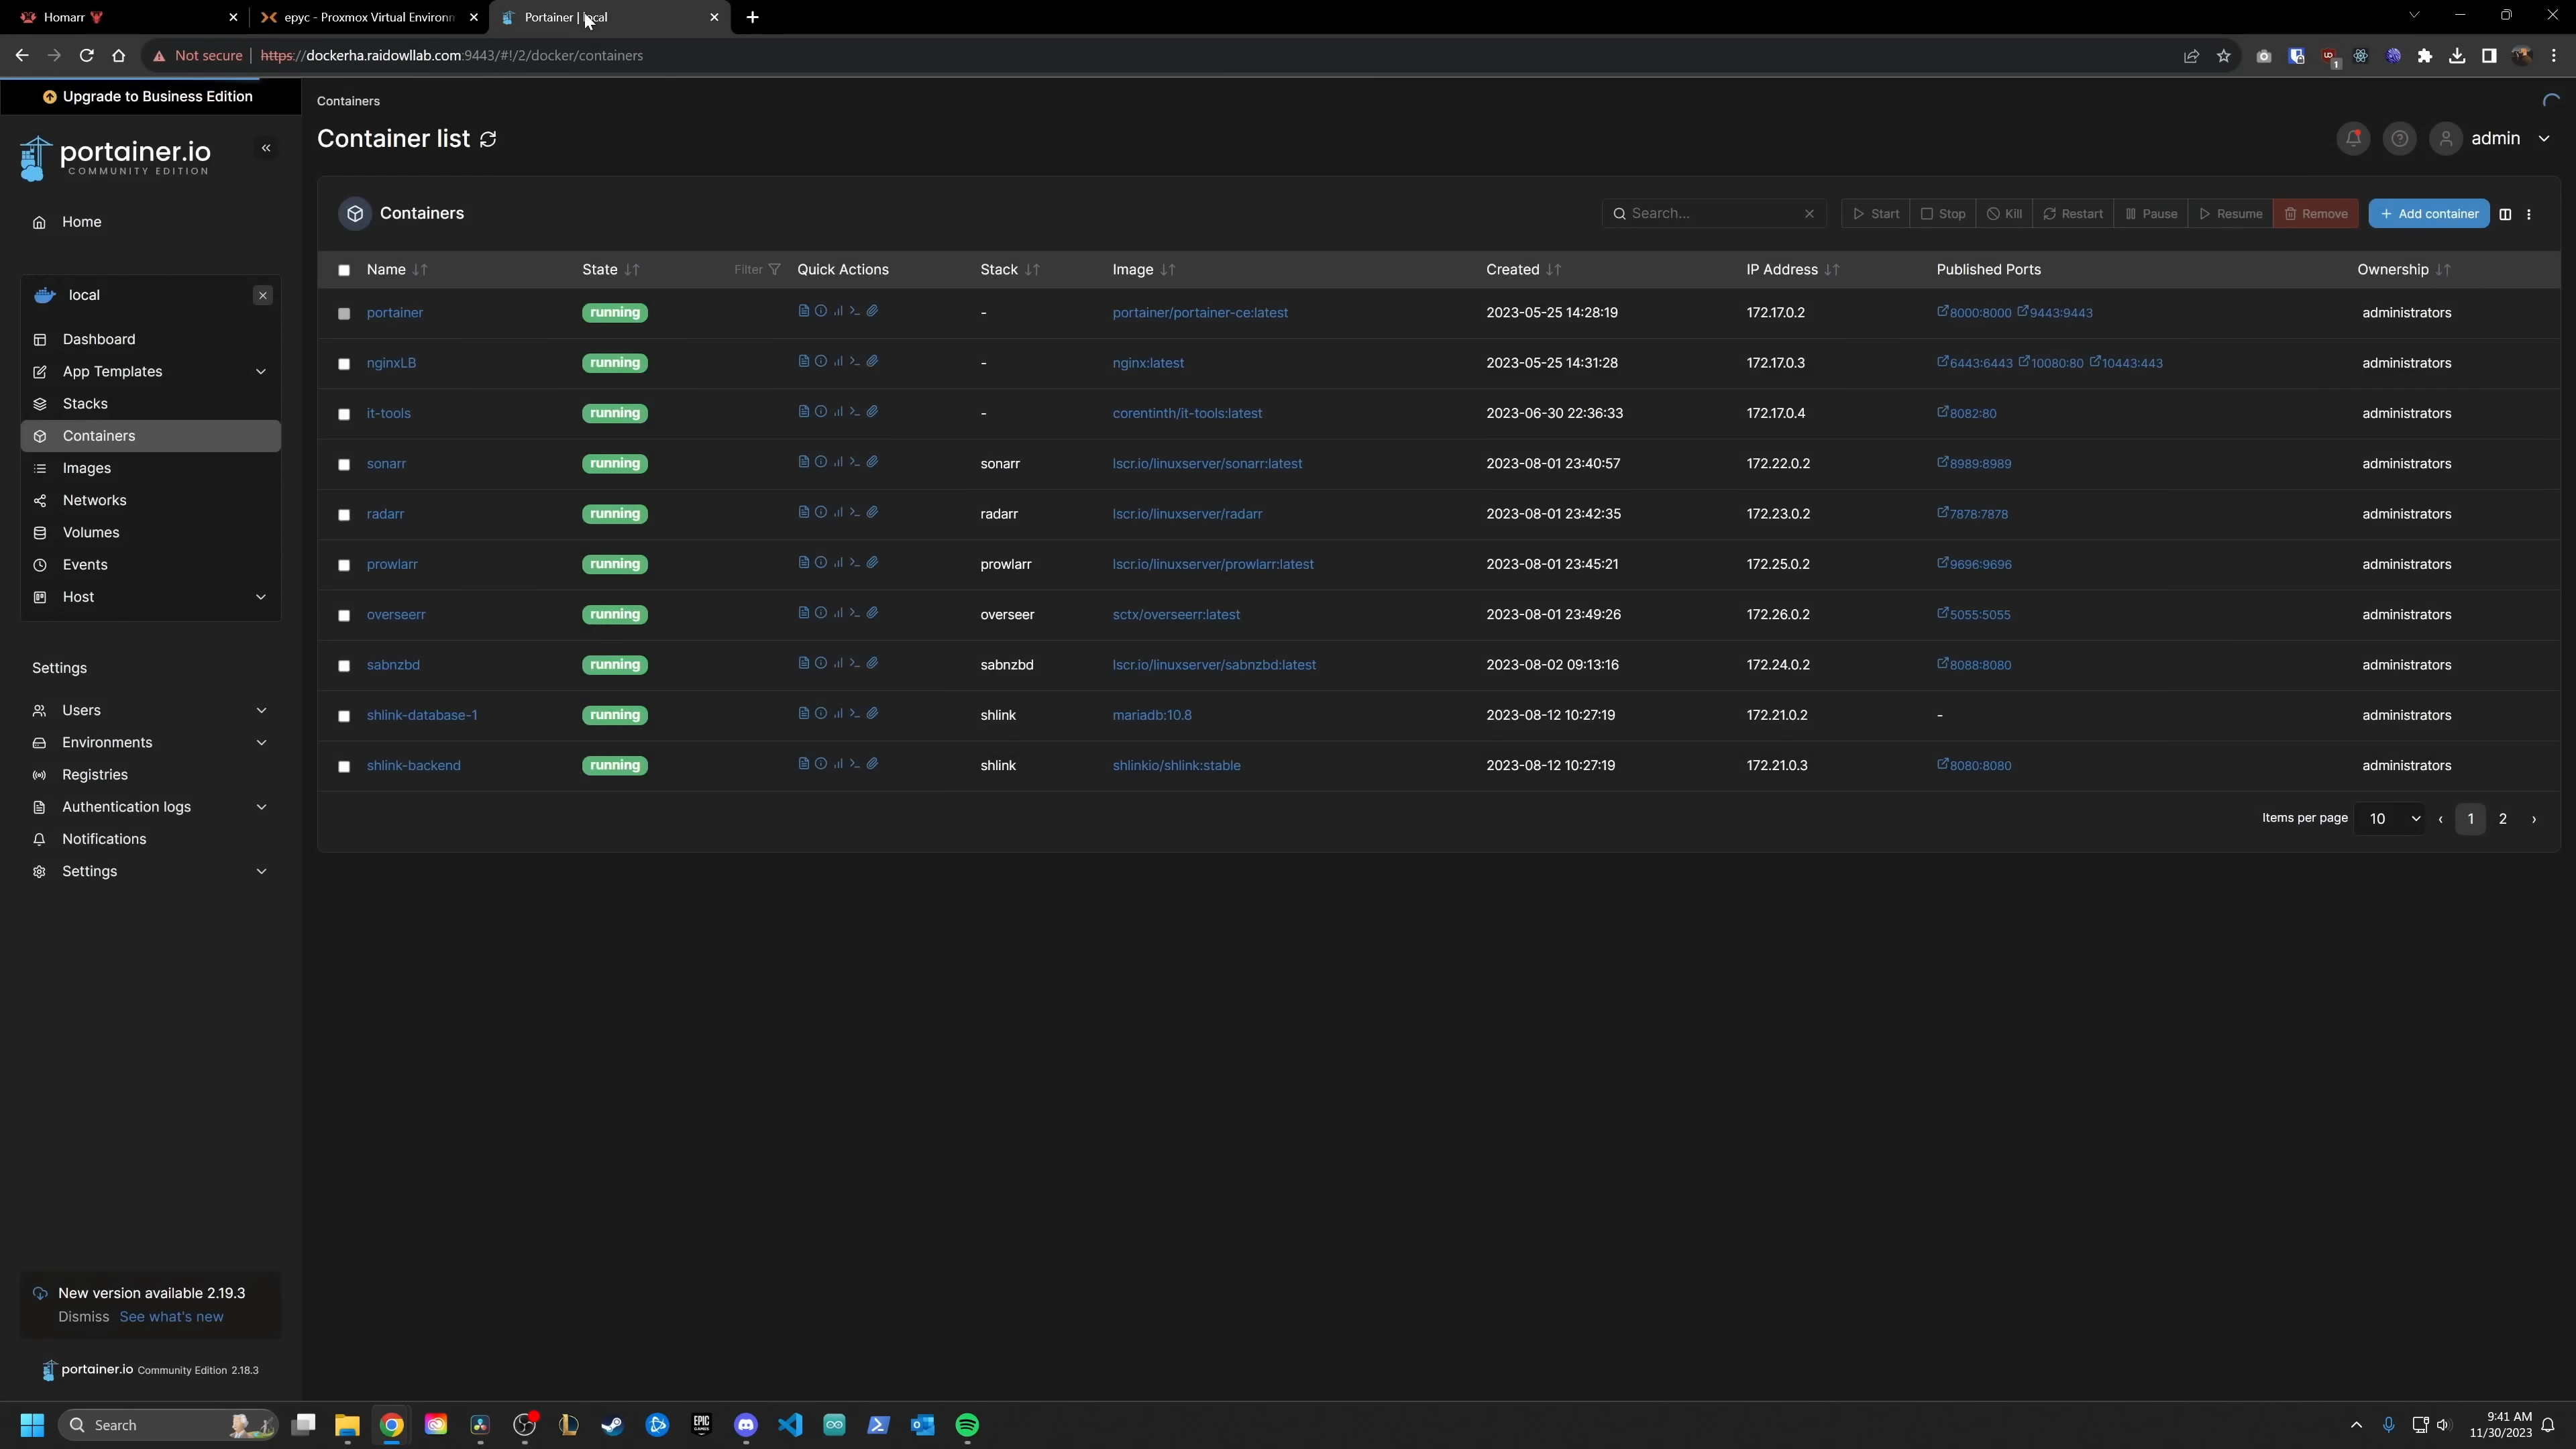 Homarr
epyc - Proxmox Virtual Environ
Portainer | local
Not secure
https://dockerha.raidowllab.com:9443/#!/2/docker/containers
Upgrade to Business Edition
portainer.io
COMMUNITY EDITION
Home
local
Dashboard
App Templates
Stacks
Containers
Images
Networks
Volumes
Events
Host
Settings
Users
Environments
Registries
Authentication logs
Notifications
Settings
New version available 2.19.3
Dismiss See what's new
portainer.io Community Edition 2.18.3
Containers
Container list
admin
Containers
Search...
Start Stop Kill Restart Pause Resume Remove Add container
Name State Filter Quick Actions Stack Image Created IP Address Published Ports Ownership
portainer running - portainer/portainer-ce:latest 2023-05-25 14:28:19 172.17.0.2 8000:8000 9443:9443 administrators
nginxLB running - nginx:latest 2023-05-25 14:31:28 172.17.0.3 6443:6443 10080:80 10443:443 administrators
it-tools running - corentinth/it-tools:latest 2023-06-30 22:36:33 172.17.0.4 8082:80 administrators
sonarr running sonarr lscr.io/linuxserver/sonarr:latest 2023-08-01 23:40:57 172.22.0.2 8989:8989 administrators
radarr running radarr lscr.io/linuxserver/radarr 2023-08-01 23:42:35 172.23.0.2 7878:7878 administrators
prowlarr running prowlarr lscr.io/linuxserver/prowlarr:latest 2023-08-01 23:45:21 172.25.0.2 9696:9696 administrators
overseerr running overseer sctx/overseerr:latest 2023-08-01 23:49:26 172.26.0.2 5055:5055 administrators
sabnzbd running sabnzbd lscr.io/linuxserver/sabnzbd:latest 2023-08-02 09:13:16 172.24.0.2 8088:8080 administrators
shlink-database-1 running shlink mariadb:10.8 2023-08-12 10:27:19 172.21.0.2 - administrators
shlink-backend running shlink shlinkio/shlink:stable 2023-08-12 10:27:19 172.21.0.3 8080:8080 administrators
Items per page 10 ‹ 1 2 ›
Search
EPIC
GAMES
9:41 AM
11/30/2023